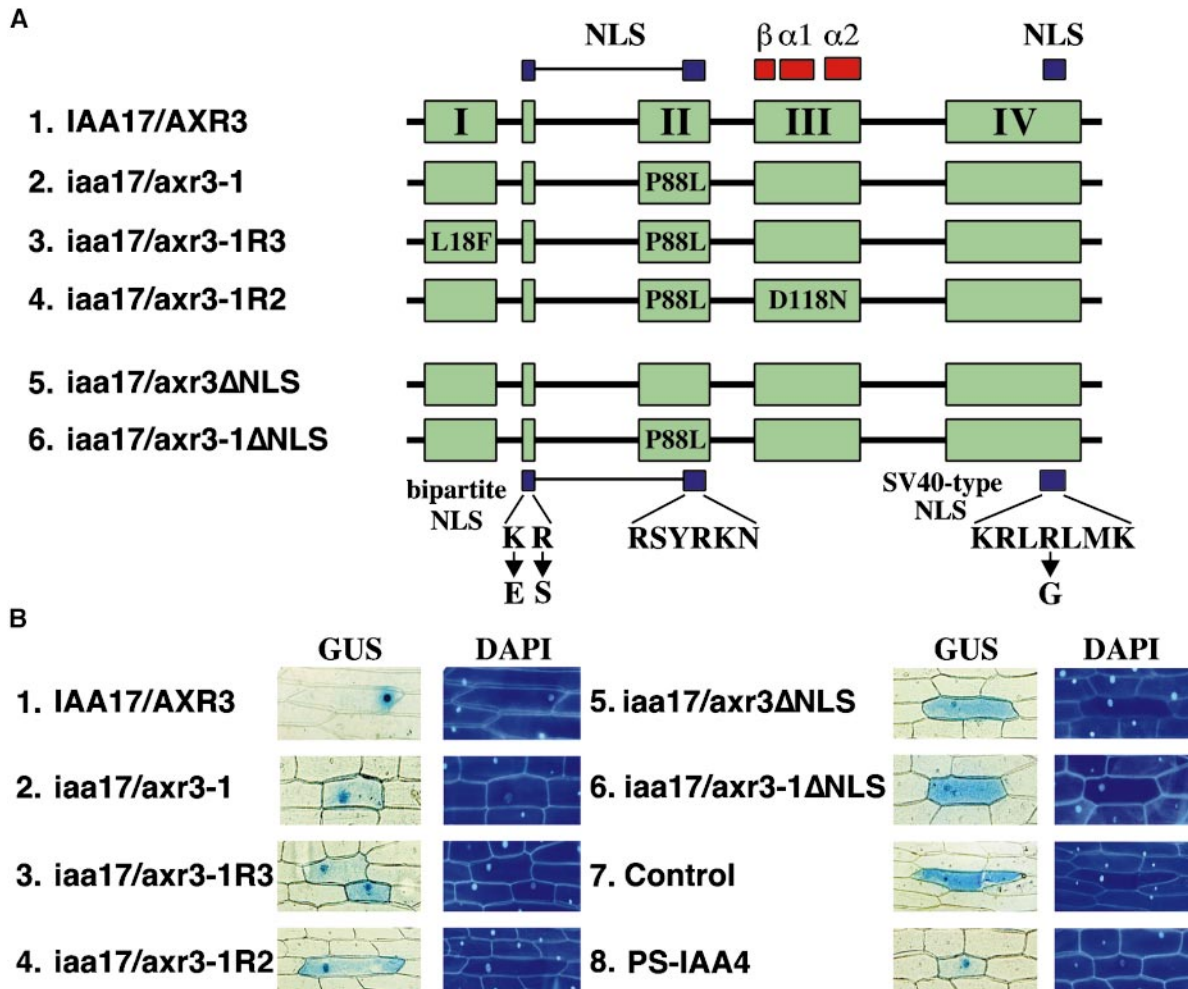 A
NLS
β α1 α2
NLS
1. IAA17/AXR3
I
II
III
IV
2. iaa17/axr3-1
P88L
3. iaa17/axr3-1R3
L18F
P88L
4. iaa17/axr3-1R2
P88L
D118N
5. iaa17/axr3ΔNLS
6. iaa17/axr3-1ΔNLS
P88L
bipartite
NLS
SV40-type
NLS
K R
RSYRKN
KRLRLMK
E S
G
B
GUS
DAPI
GUS
DAPI
1. IAA17/AXR3
5. iaa17/axr3ΔNLS
2. iaa17/axr3-1
6. iaa17/axr3-1ΔNLS
3. iaa17/axr3-1R3
7. Control
4. iaa17/axr3-1R2
8. PS-IAA4